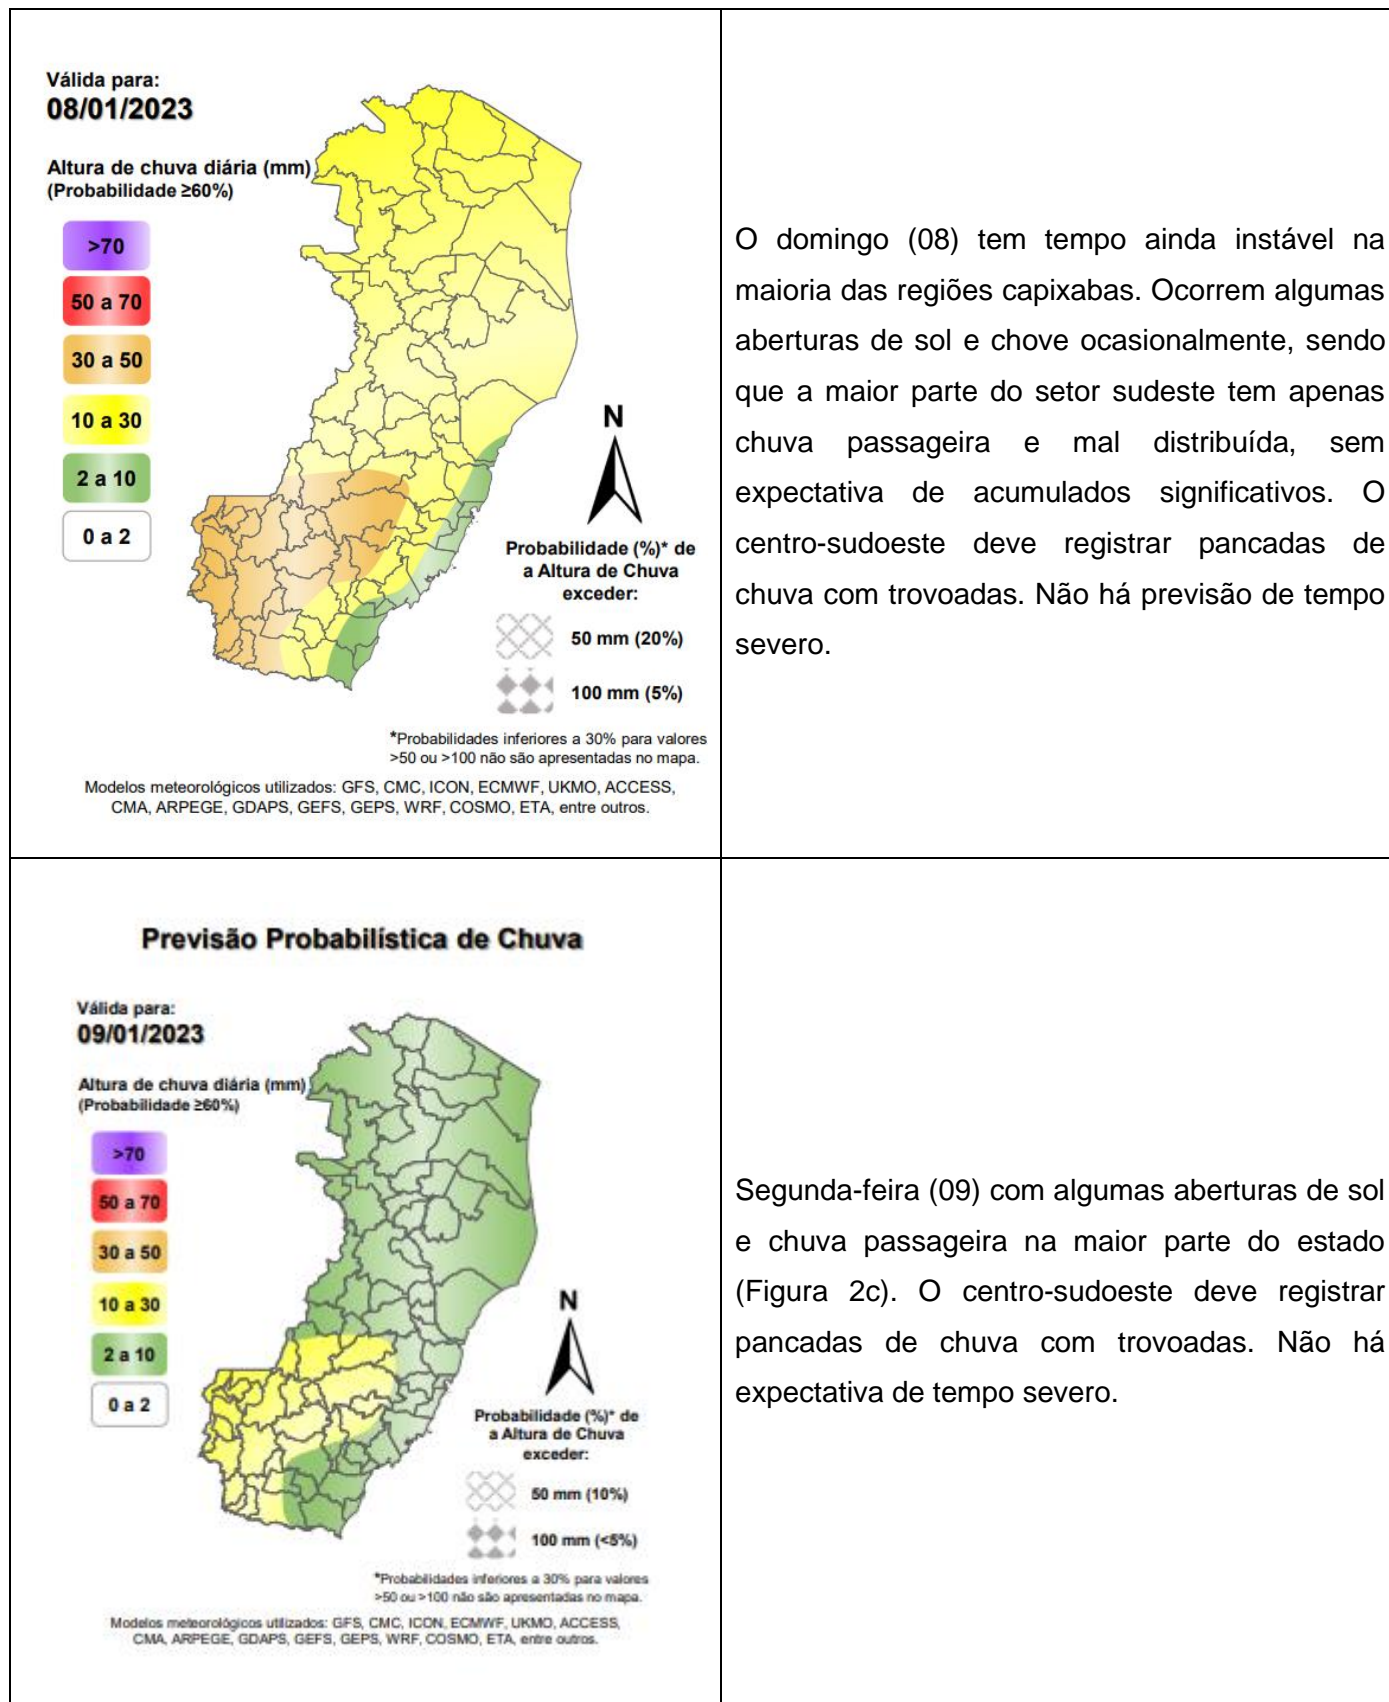 Válida para:
08/01/2023
Altura de chuva diária (mm)
(Probabilidade ≥60%)
>70
50 a 70
30 a 50
10 a 30
2 a 10
0 a 2
N
Probabilidade (%)* de
a Altura de Chuva
exceder:
50 mm (20%)
100 mm (5%)
*Probabilidades inferiores a 30% para valores
>50 ou >100 não são apresentadas no mapa.
Modelos meteorológicos utilizados: GFS, CMC, ICON, ECMWF, UKMO, ACCESS,
CMA, ARPEGE, GDAPS, GEFS, GEPS, WRF, COSMO, ETA, entre outros.
O domingo (08) tem tempo ainda instável na
maioria das regiões capixabas. Ocorrem algumas
aberturas de sol e chove ocasionalmente, sendo
que a maior parte do setor sudeste tem apenas
chuva passageira e mal distribuída, sem
expectativa de acumulados significativos. O
centro-sudoeste deve registrar pancadas de
chuva com trovoadas. Não há previsão de tempo
severo.
Previsão Probabilística de Chuva
Válida para:
09/01/2023
Altura de chuva diária (mm)
(Probabilidade ≥60%)
>70
50 a 70
30 a 50
10 a 30
2 a 10
0 a 2
N
Probabilidade (%)* de
a Altura de Chuva
exceder:
50 mm (10%)
100 mm (<5%)
*Probabilidades inferiores a 30% para valores
>50 ou >100 não são apresentadas no mapa.
Modelos meteorológicos utilizados: GFS, CMC, ICON, ECMWF, UKMO, ACCESS,
CMA, ARPEGE, GDAPS, GEFS, GEPS, WRF, COSMO, ETA, entre outros.
Segunda-feira (09) com algumas aberturas de sol
e chuva passageira na maior parte do estado
(Figura 2c). O centro-sudoeste deve registrar
pancadas de chuva com trovoadas. Não há
expectativa de tempo severo.